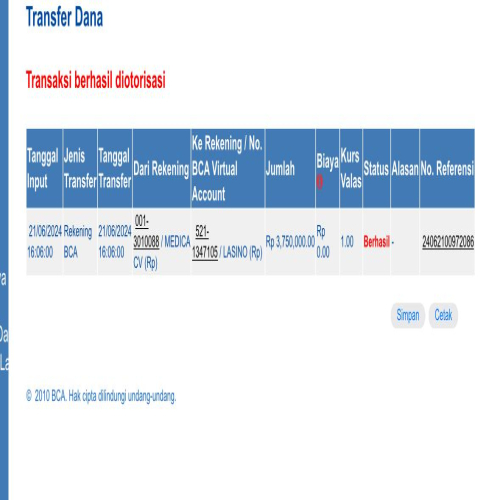 Transfer Dana
Transaksi berhasil diotorisasi
Tanggal Input Jenis Transfer Tanggal Transfer Dari Rekening Ke Rekening / No. BCA Virtual Account Jumlah Biaya Kurs Valas Status Alasan No. Referensi
21/06/2024 16:06:00 Rekening BCA 21/06/2024 16:06:00 001-3010088 / MEDICA CV (Rp) 521-1347105 / LASINO (Rp) Rp 3,750,000.00 Rp 0.00 1.00 Berhasil - 24062100972086
Simpan Cetak
© 2010 BCA. Hak cipta dilindungi undang-undang.